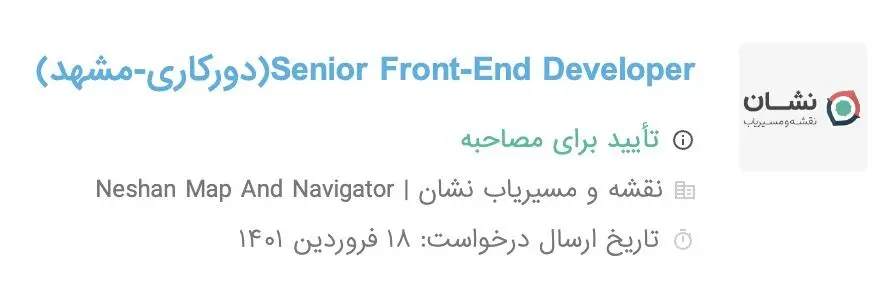 Senior Front-End Developer(دورکاری-مشهد)
نشان
نقشه و مسیریاب
تأیید برای مصاحبه
نقشه و مسیریاب نشان | Neshan Map And Navigator
تاریخ ارسال درخواست: ۱۸ فروردین ۱۴۰۱